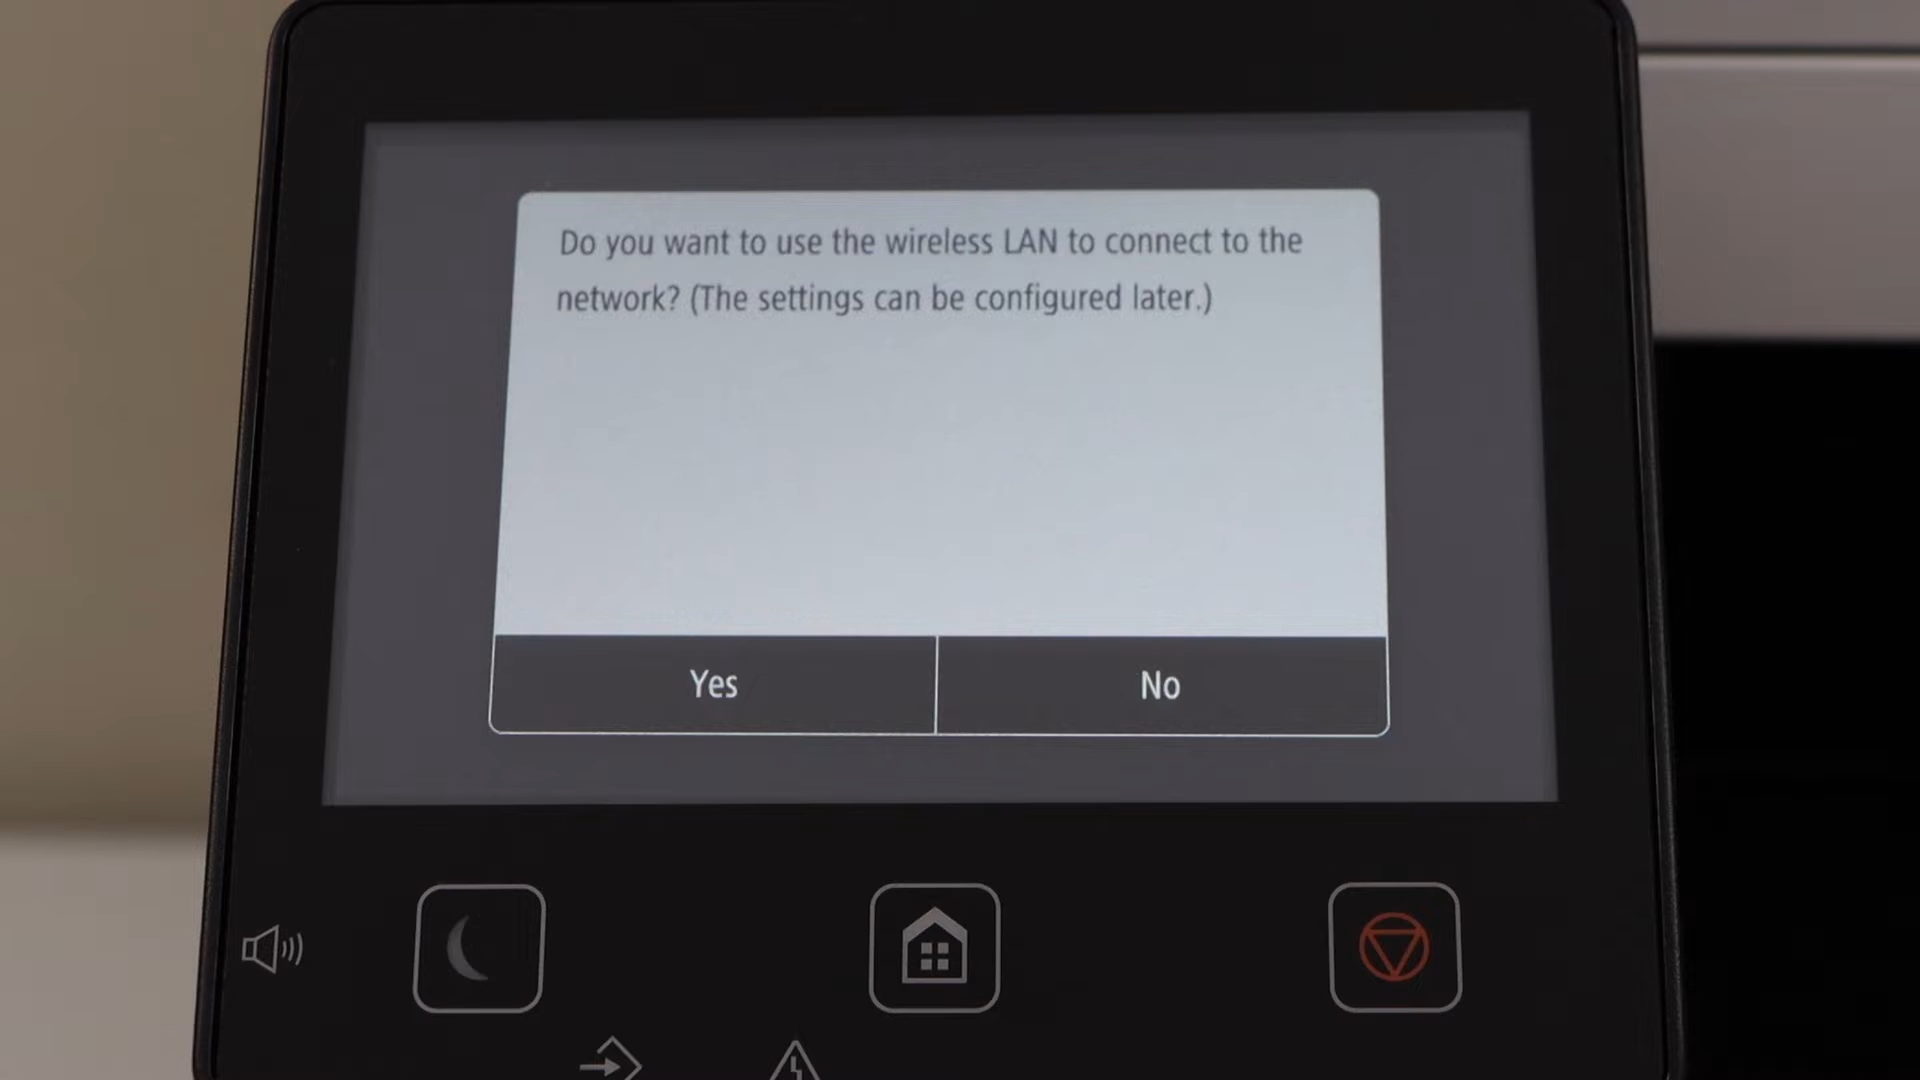 Do you want to use the wireless LAN to connect to the
network? (The settings can be configured later.)
Yes
No